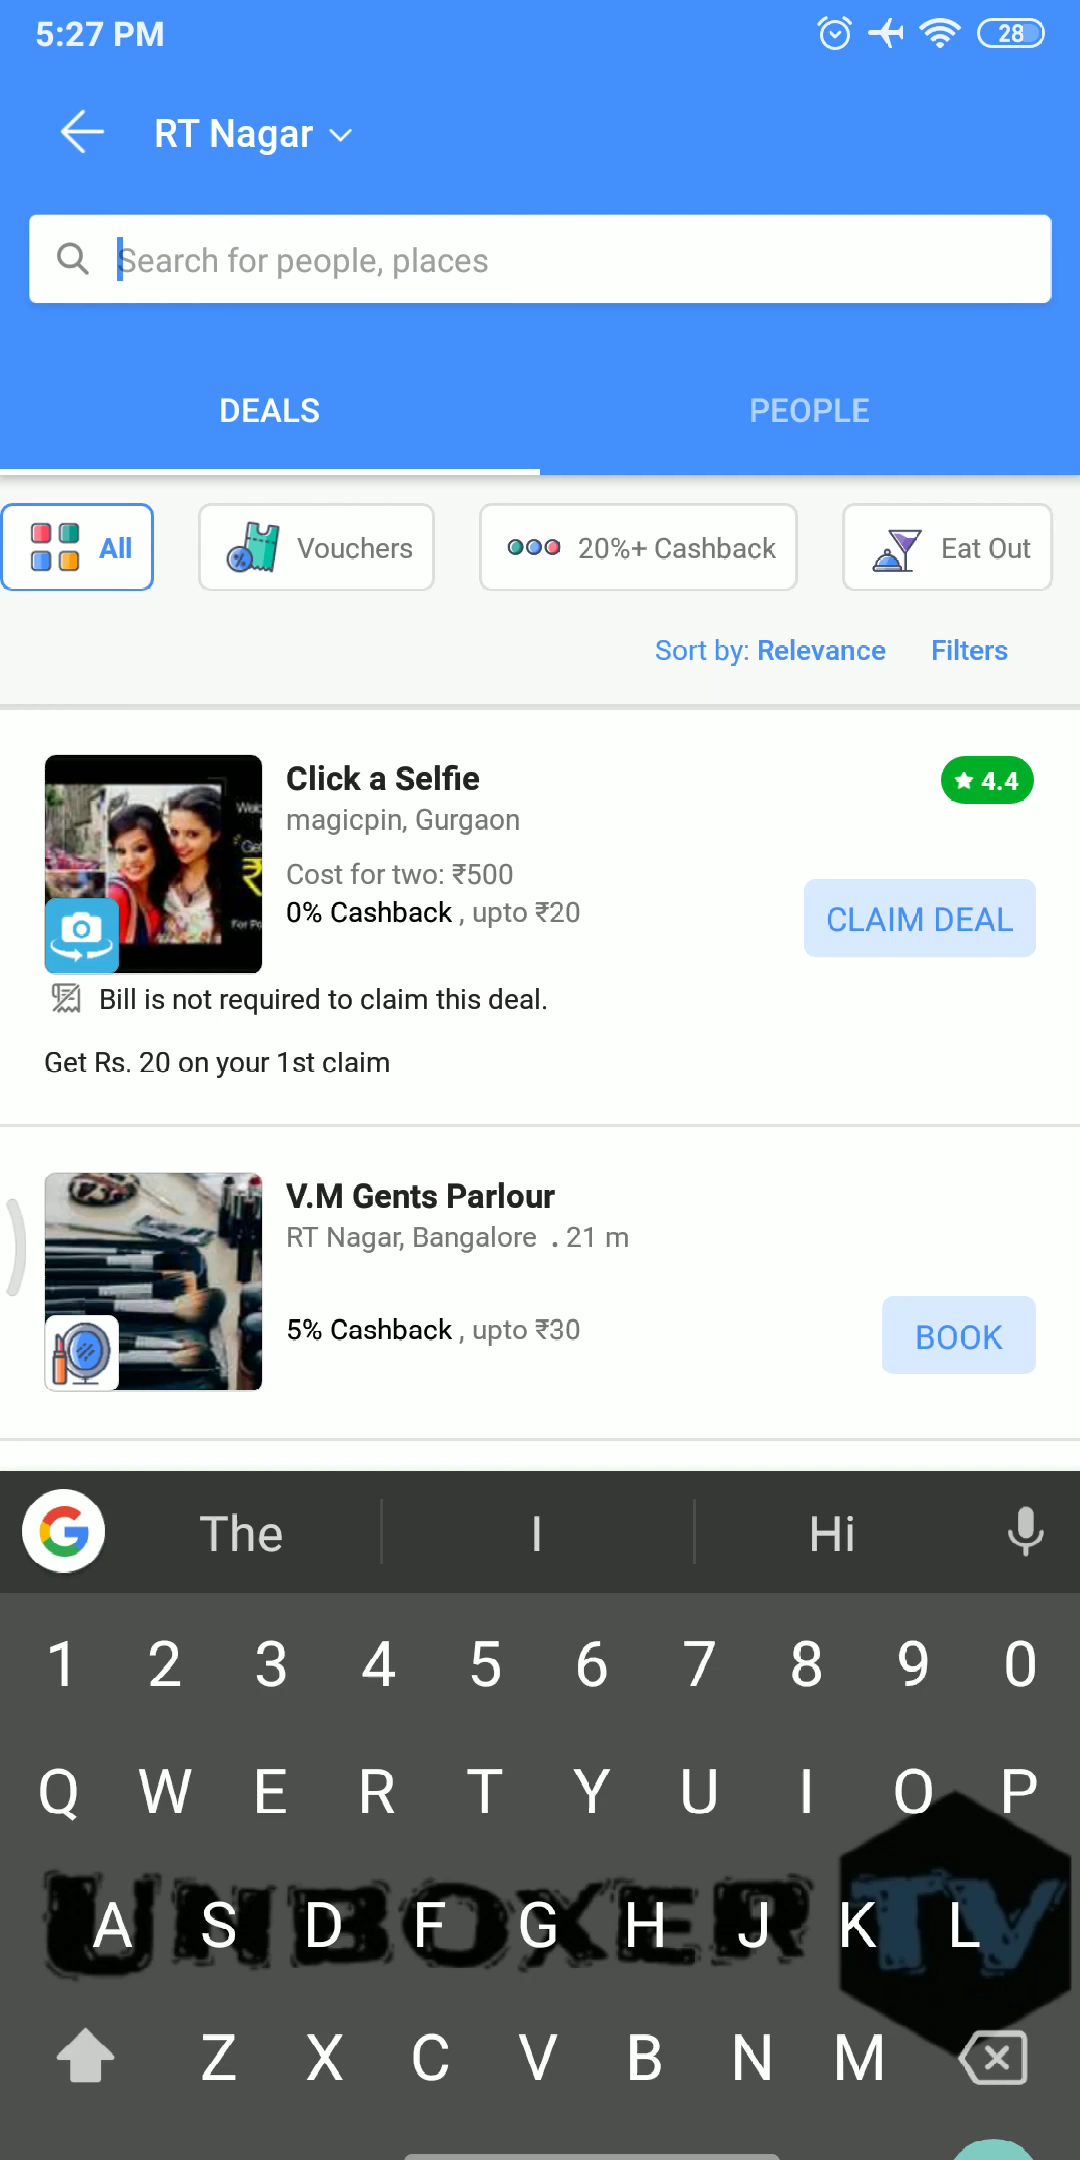 5:27 PM
28
RT Nagar
Search for people, places
DEALS
PEOPLE
All
Vouchers
20%+ Cashback
Eat Out
Sort by: Relevance
Filters
Click a Selfie
4.4
magicpin, Gurgaon
Cost for two: ₹500
0% Cashback , upto ₹20
CLAIM DEAL
Bill is not required to claim this deal.
Get Rs. 20 on your 1st claim
V.M Gents Parlour
RT Nagar, Bangalore . 21 m
5% Cashback , upto ₹30
BOOK
The
I
Hi
1 2 3 4 5 6 7 8 9 0
Q W E R T Y U I O P
UNBOXER TV
A S D F G H J K L
Z X C V B N M